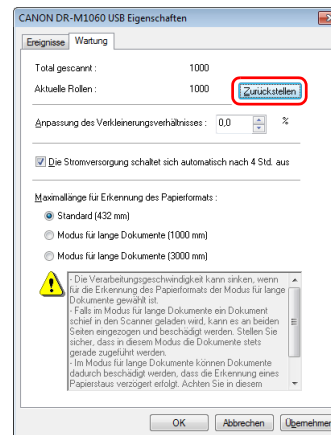 CANON DR-M1060 USB Eigenschaften
Ereignisse Wartung
Total gescannt : 1000
Aktuelle Rollen : 1000 Zurückstellen
Anpassung des Verkleinerungsverhältnisses : 0,0 %
Die Stromversorgung schaltet sich automatisch nach 4 Std. aus
Maximallänge für Erkennung des Papierformats :
Standard (432 mm)
Modus für lange Dokumente (1000 mm)
Modus für lange Dokumente (3000 mm)
- Die Verarbeitungsgeschwindigkeit kann sinken, wenn
für die Erkennung des Papierformats der Modus für lange
Dokumente gewählt ist.
- Falls im Modus für lange Dokumente ein Dokument
schief in den Scanner geladen wird, kann es an beiden
Seiten eingezogen und beschädigt werden. Stellen Sie
sicher, dass in diesem Modus die Dokumente stets
gerade zugeführt werden.
- Im Modus für lange Dokumente können Dokumente
dadurch beschädigt werden, dass die Erkennung eines
Papierstaus verzögert erfolgt. Achten Sie in diesem
OK Abbrechen Übernehmen